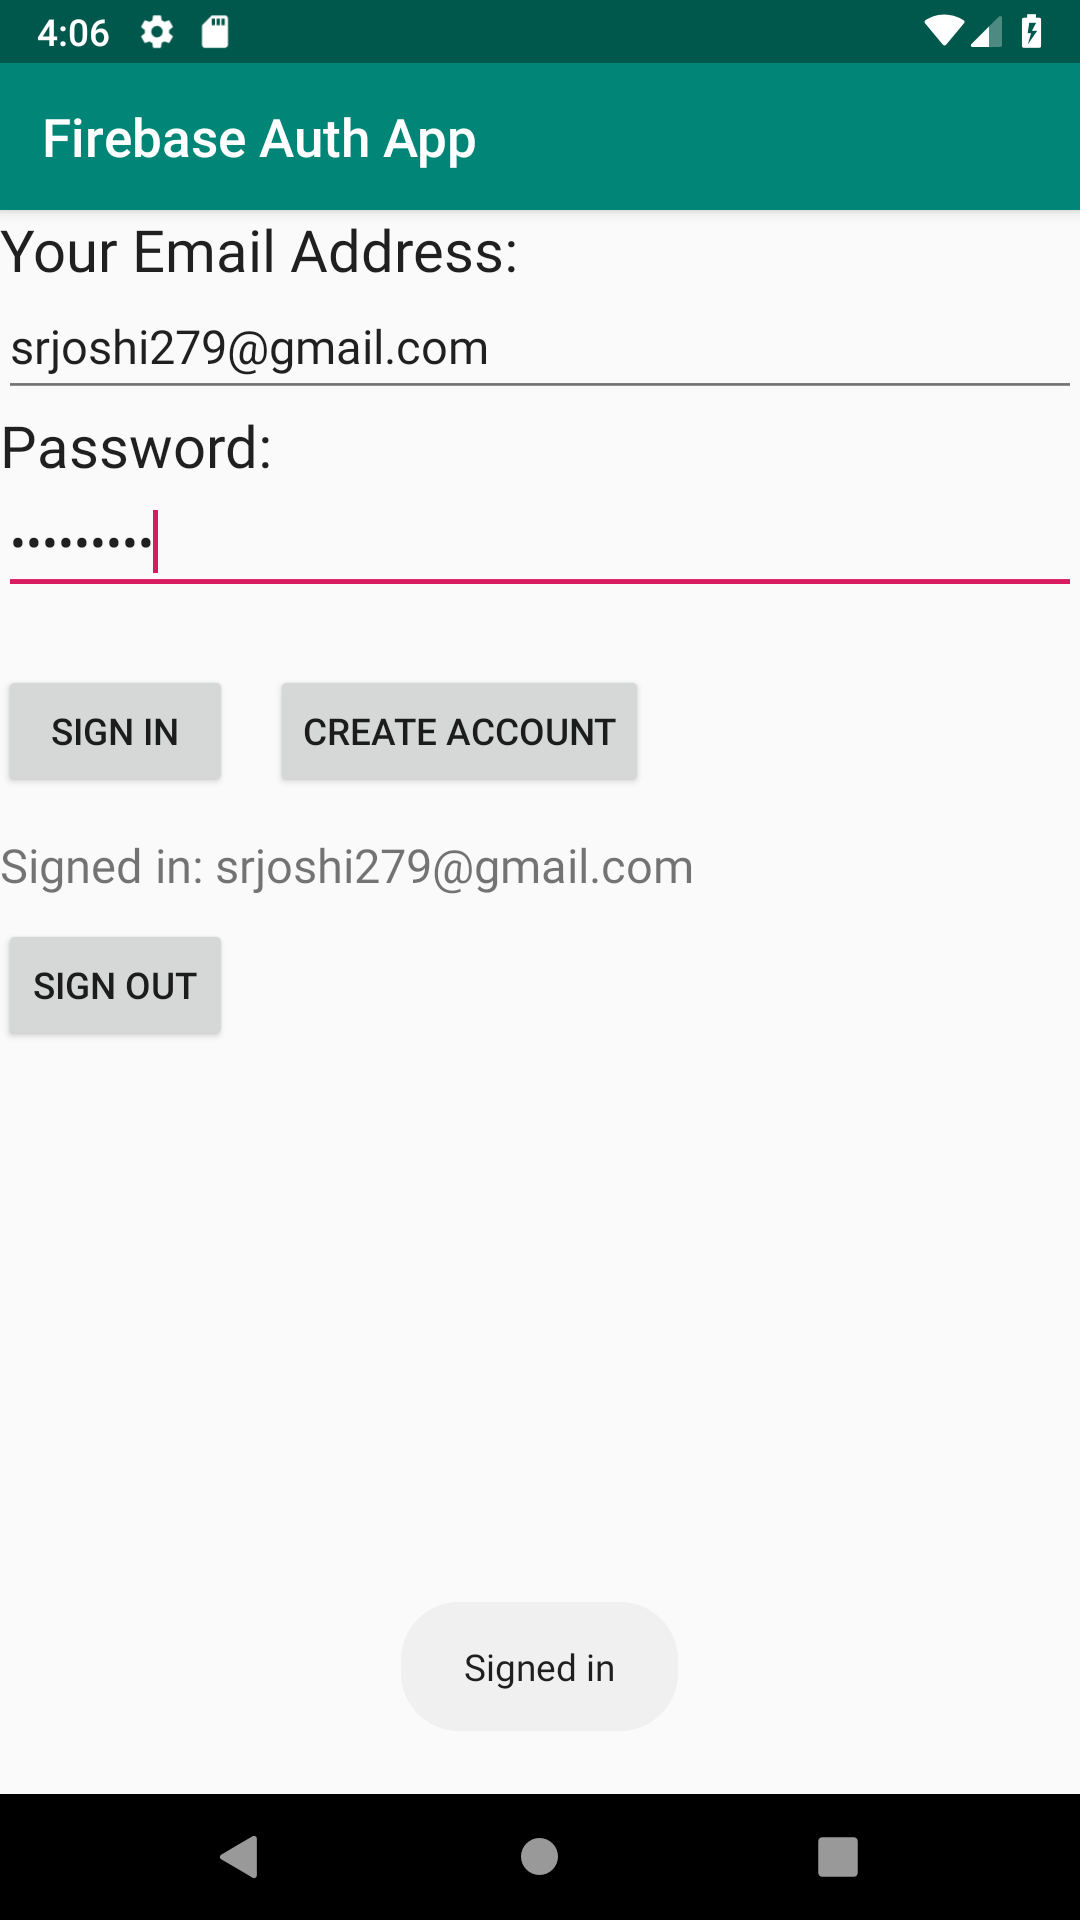 4:06
Firebase Auth App
Your Email Address:
srjoshi279@gmail.com
Password:
•••••••••
SIGN IN CREATE ACCOUNT
Signed in: srjoshi279@gmail.com
SIGN OUT
Signed in